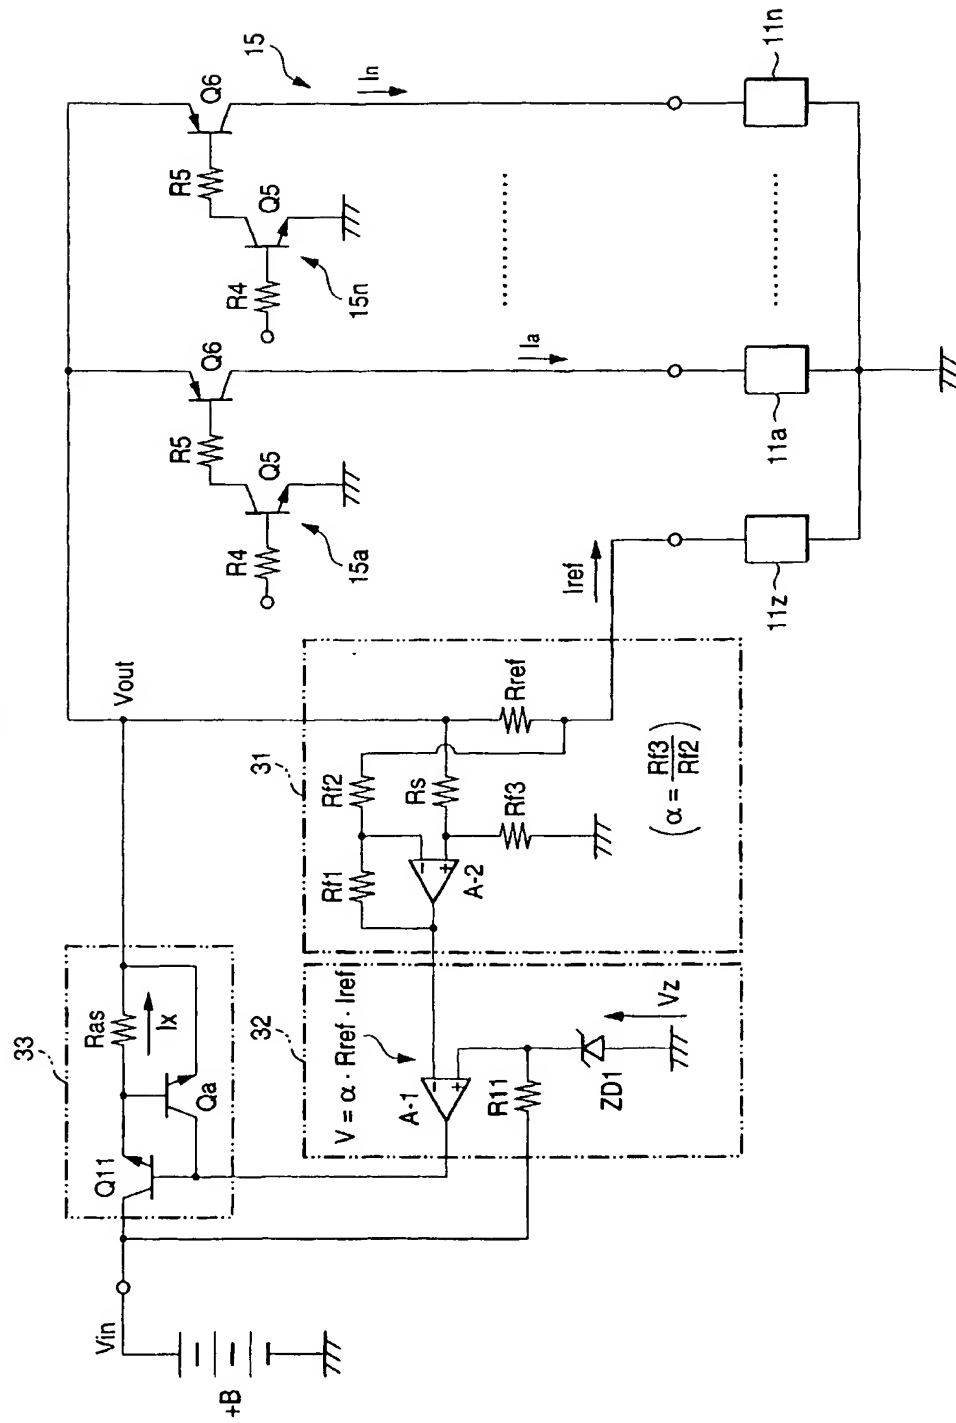 33
Q11
Ras
Ix
Qa
Vin
+B
Vout
32
V = α · Rref · Iref
A-1
R11
ZD1
Vz
31
Rf1
Rf2
Rs
Rf3
Rref
A-2
(α = Rf3
Rf2)
Iref
R4
R5
Q5
Q6
15a
Ia
R4
R5
Q5
Q6
15n
15
In
11z
11a
11n